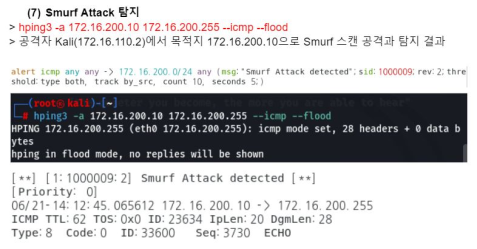 (7) Smurf Attack 탐지
> hping3 -a 172.16.200.10 172.16.200.255 --icmp --flood
> 공격자 Kali(172.16.110.2)에서 목적지 172.16.200.10으로 Smurf 스캔 공격과 탐지 결과
alert icmp any any -> 172.16.200.0/24 any (msg:"Smurf Attack detected"; sid:1000009; rev:2; thre
shold:type both, track by_src, count 10, seconds 5;)
(root㉿kali)-[~]
# hping3 -a 172.16.200.10 172.16.200.255 --icmp --flood
HPING 172.16.200.255 (eth0 172.16.200.255): icmp mode set, 28 headers + 0 data b
ytes
hping in flood mode, no replies will be shown
[**] [1:1000009:2] Smurf Attack detected [**]
[Priority: 0]
06/21-14:12:45.065612 172.16.200.10 -> 172.16.200.255
ICMP TTL:62 TOS:0x0 ID:23634 IpLen:20 DgmLen:28
Type:8 Code:0 ID:33600 Seq:3730 ECHO